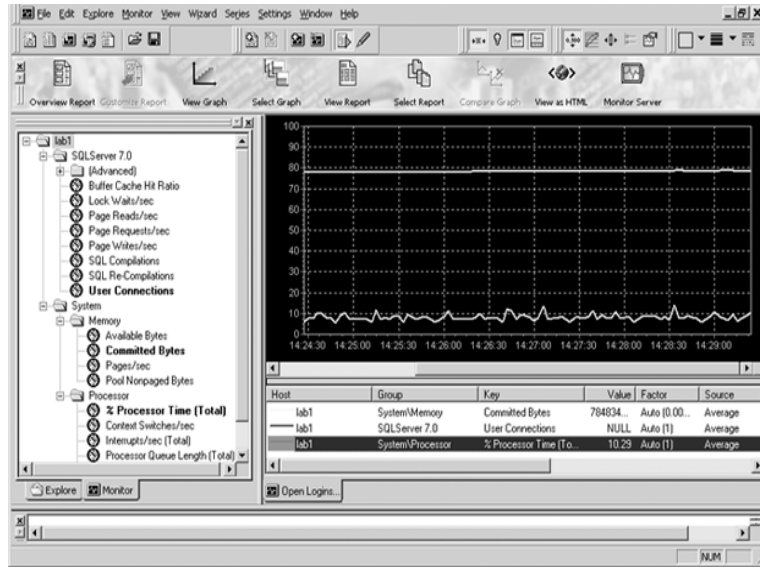 File Edit Explore Monitor View Wizard Series Settings Window Help
Overview Report Customize Report View Graph Select Graph View Report Select Report Compare Graph View as HTML Monitor Server
lab1
SQLServer 7.0
(Advanced)
Buffer Cache Hit Ratio
Lock Waits/sec
Page Reads/sec
Page Requests/sec
Page Writes/sec
SQL Compilations
SQL Re-Compilations
User Connections
System
Memory
Available Bytes
Committed Bytes
Pages/sec
Pool Nonpaged Bytes
Processor
% Processor Time (Total)
Context Switches/sec
Interrupts/sec (Total)
Processor Queue Length (Total)
Explore Monitor
100
90
80
70
60
50
40
30
20
10
0
14:24:30 14:25:00 14:25:30 14:26:00 14:26:30 14:27:00 14:27:30 14:28:00 14:28:30 14:29:00
Host Group Key Value Factor Source
lab1 System\Memory Committed Bytes 784834... Auto (0.00... Average
lab1 SQLServer 7.0 User Connections NULL Auto (1) Average
lab1 System\Processor % Processor Time (To... 10.29 Auto (1) Average
Open Logins...
NUM